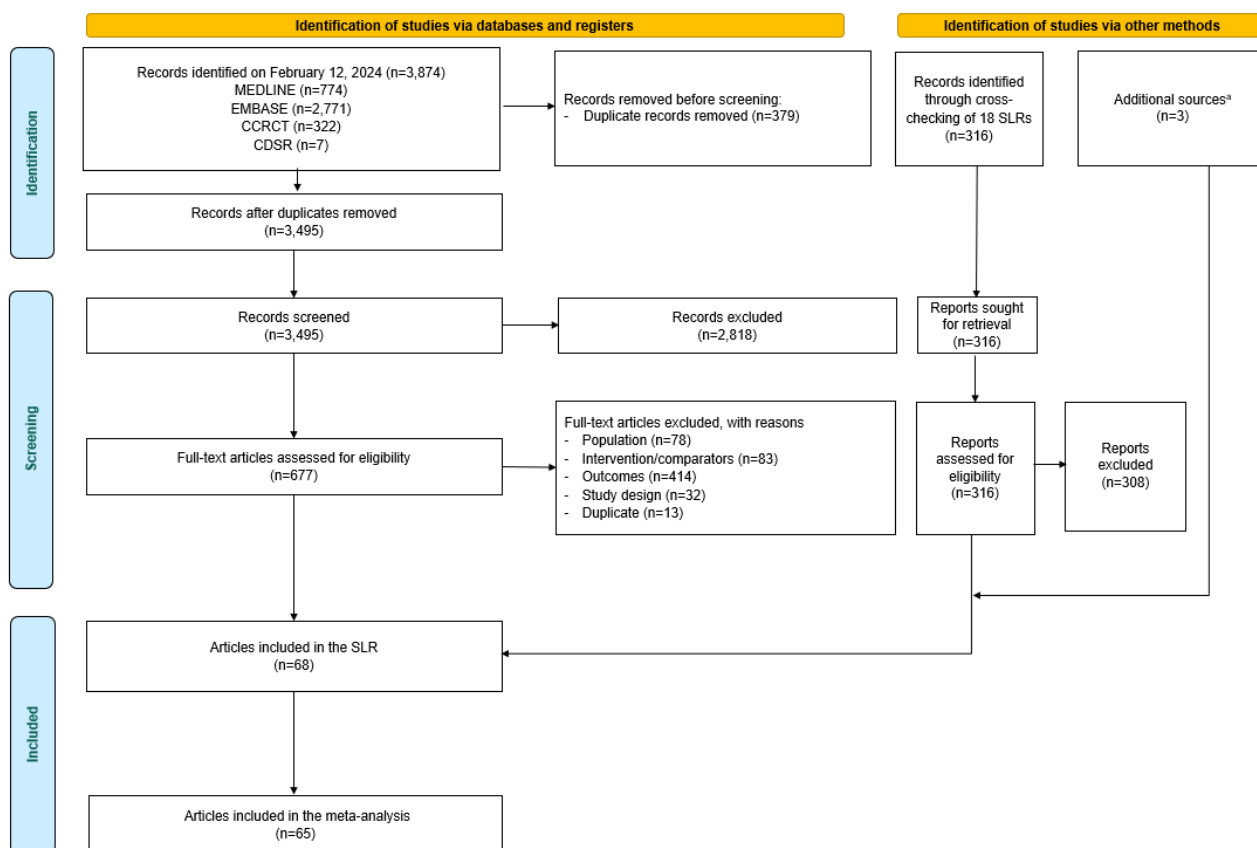 Identification of studies via databases and registers
Identification of studies via other methods
Identification
Records identified on February 12, 2024 (n=3,874)
MEDLINE (n=774)
EMBASE (n=2,771)
CCRCT (n=322)
CDSR (n=7)
Records removed before screening:
- Duplicate records removed (n=379)
Records identified
through cross-
checking of 18 SLRs
(n=316)
Additional sourcesᵃ
(n=3)
Records after duplicates removed
(n=3,495)
Screening
Records screened
(n=3,495)
Records excluded
(n=2,818)
Reports sought
for retrieval
(n=316)
Full-text articles assessed for eligibility
(n=677)
Full-text articles excluded, with reasons
- Population (n=78)
- Intervention/comparators (n=83)
- Outcomes (n=414)
- Study design (n=32)
- Duplicate (n=13)
Reports
assessed for
eligibility
(n=316)
Reports
excluded
(n=308)
Included
Articles included in the SLR
(n=68)
Articles included in the meta-analysis
(n=65)